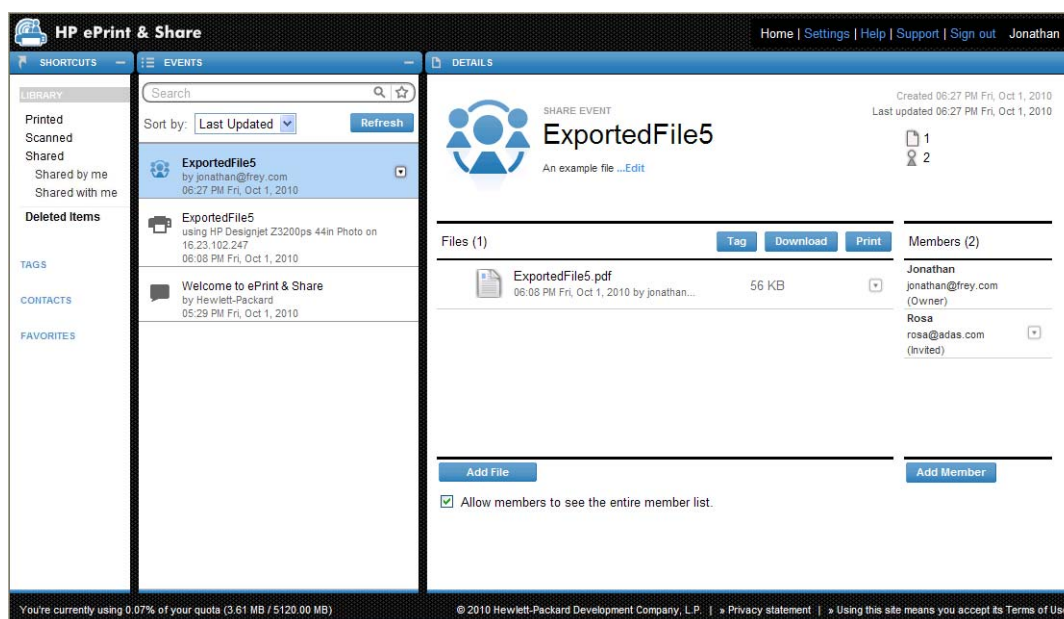 HP ePrint & Share
Home | Settings | Help | Support | Sign out Jonathan
SHORTCUTS
LIBRARY
Printed
Scanned
Shared
Shared by me
Shared with me
Deleted Items
TAGS
CONTACTS
FAVORITES
EVENTS
Search
Sort by: Last Updated Refresh
ExportedFile5
by jonathan@frey.com
06:27 PM Fri, Oct 1, 2010
ExportedFile5
using HP Designjet Z3200ps 44in Photo on
16.23.102.247
06:08 PM Fri, Oct 1, 2010
Welcome to ePrint & Share
by Hewlett-Packard
05:29 PM Fri, Oct 1, 2010
DETAILS
SHARE EVENT
ExportedFile5
An example file ...Edit
Created 06:27 PM Fri, Oct 1, 2010
Last updated 06:27 PM Fri, Oct 1, 2010
1
2
Files (1) Tag Download Print
ExportedFile5.pdf
06:08 PM Fri, Oct 1, 2010 by jonathan...
56 KB
Members (2)
Jonathan
jonathan@frey.com
(Owner)
Rosa
rosa@adas.com
(Invited)
Add File
Add Member
Allow members to see the entire member list.
You're currently using 0.07% of your quota (3.61 MB / 5120.00 MB)
© 2010 Hewlett-Packard Development Company, L.P. | » Privacy statement | » Using this site means you accept its Terms of Use